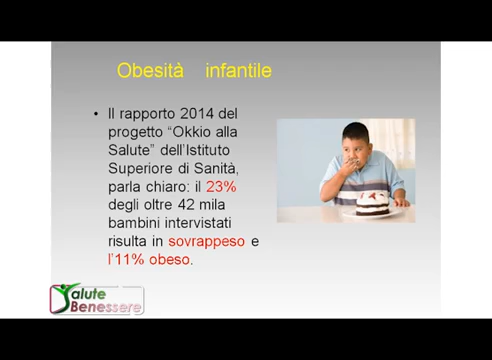 Obesità infantile
• Il rapporto 2014 del
progetto "Okkio alla
Salute" dell'Istituto
Superiore di Sanità,
parla chiaro: il 23%
degli oltre 42 mila
bambini intervistati
risulta in sovrappeso e
l'11% obeso.
Salute
Benessere